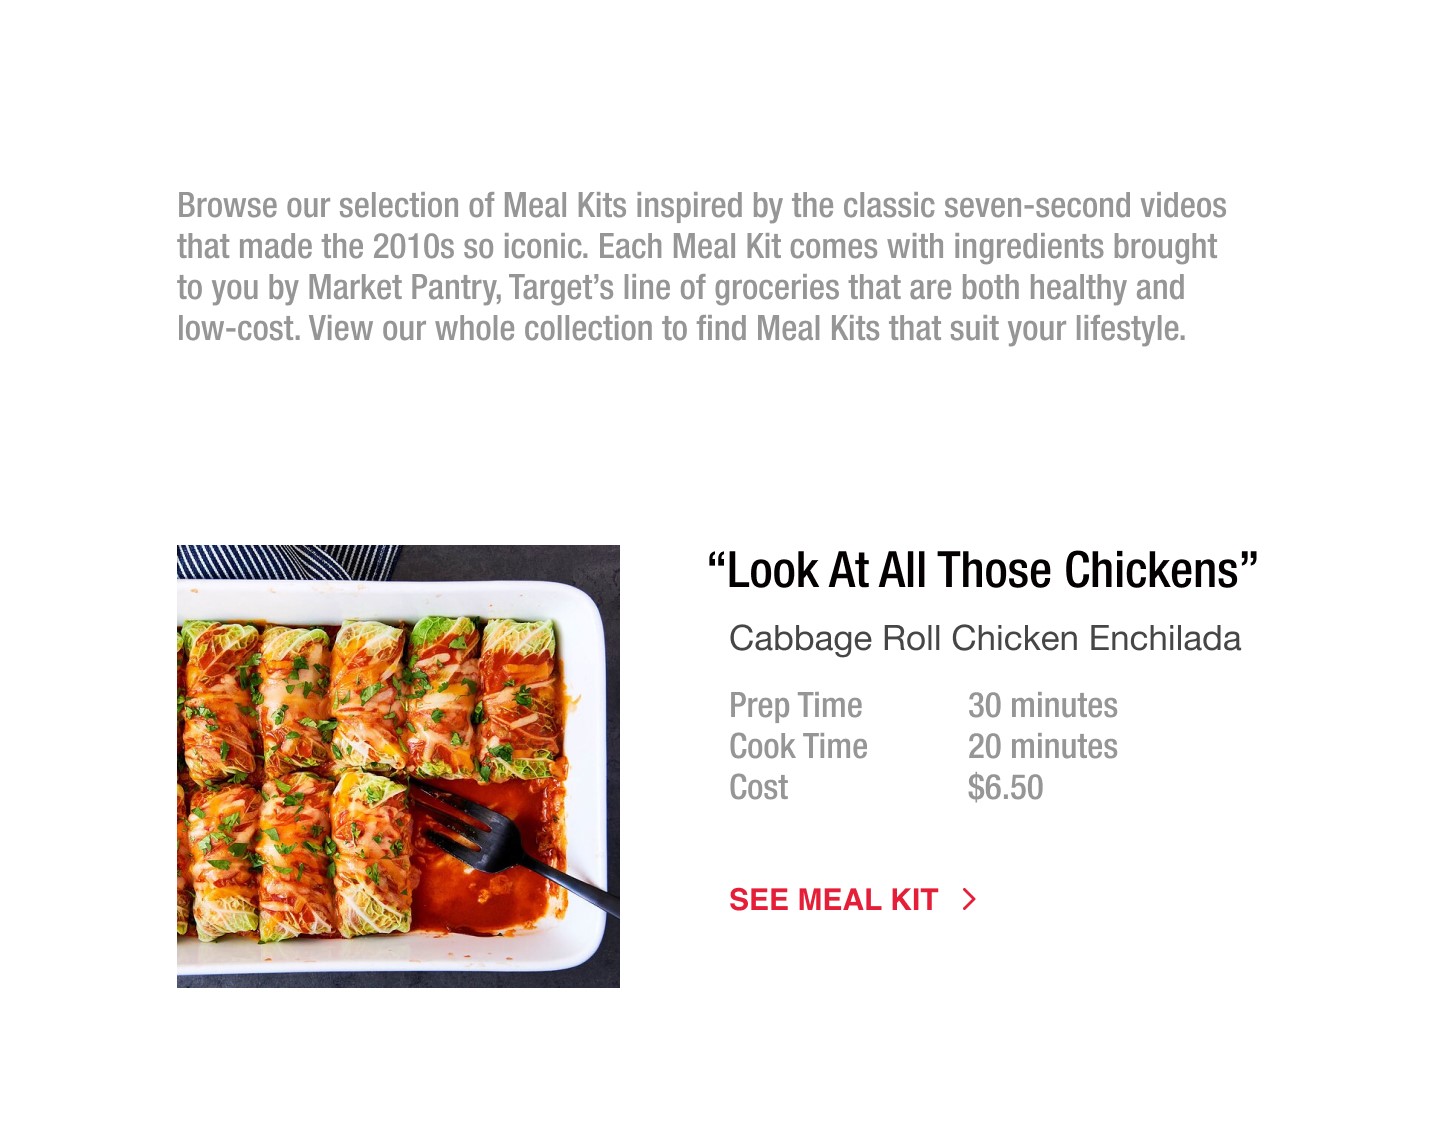 Browse our selection of Meal Kits inspired by the classic seven-second videos
that made the 2010s so iconic. Each Meal Kit comes with ingredients brought
to you by Market Pantry, Target’s line of groceries that are both healthy and
low-cost. View our whole collection to find Meal Kits that suit your lifestyle.
“Look At All Those Chickens”
Cabbage Roll Chicken Enchilada
Prep Time 30 minutes
Cook Time 20 minutes
Cost $6.50
SEE MEAL KIT >